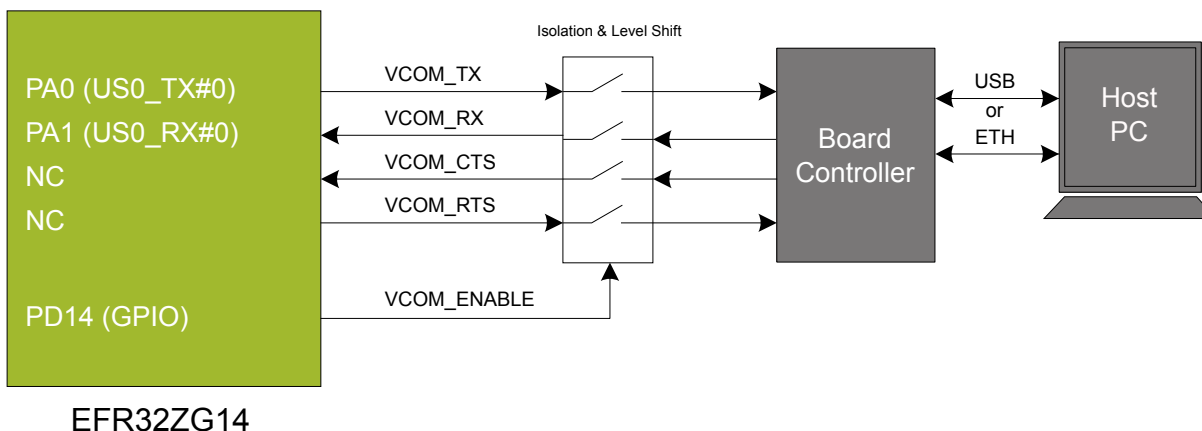 Isolation & Level Shift
PA0 (US0_TX#0)
PA1 (US0_RX#0)
NC
NC
PD14 (GPIO)
VCOM_TX
VCOM_RX
VCOM_CTS
VCOM_RTS
VCOM_ENABLE
Board
Controller
USB
or
ETH
Host
PC
EFR32ZG14